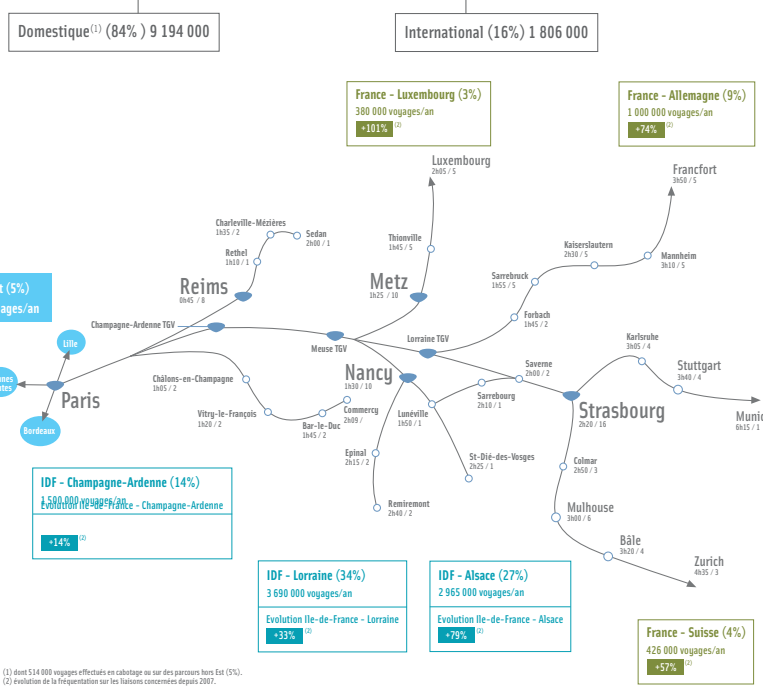 Domestique(1) (84% ) 9 194 000
International (16%) 1 806 000
France - Luxembourg (3%)
380 000 voyages/an
+101% (2)
France - Allemagne (9%)
1 000 000 voyages/an
+74% (2)
Luxembourg
2h05 / 5
Francfort
3h50 / 5
Charleville-Mézières
1h35 / 2
Sedan
2h00 / 1
Rethel
1h10 / 1
Thionville
1h45 / 5
Kaiserslautern
2h30 / 5
Mannheim
3h10 / 5
Sarrebruck
1h55 / 5
Reims
0h45 / 8
Metz
1h25 / 10
(5%)
ages/an
Forbach
1h45 / 2
Champagne-Ardenne TGV
Lille
Meuse TGV
Lorraine TGV
Karlsruhe
3h05 / 4
Stuttgart
3h40 / 4
Saverne
2h00 / 2
Nancy
1h30 / 10
Châlons-en-Champagne
1h05 / 2
Paris
Sarrebourg
2h10 / 1
Strasbourg
2h20 / 16
Munic
6h15 / 1
Vitry-le-François
1h20 / 2
Commercy
2h09 /
Lunéville
1h50 / 1
Bar-le-Duc
1h45 / 2
Bordeaux
Epinal
2h15 / 2
St-Dié-des-Vosges
2h25 / 1
Colmar
2h50 / 3
Remiremont
2h40 / 2
Mulhouse
3h00 / 6
Bâle
3h20 / 4
Zurich
4h35 / 3
IDF - Champagne-Ardenne (14%)
1 500 000 voyages/an
Evolution Ile-de-France - Champagne-Ardenne
+14% (2)
IDF - Lorraine (34%)
3 690 000 voyages/an
Evolution Ile-de-France - Lorraine
+33% (2)
IDF - Alsace (27%)
2 965 000 voyages/an
Evolution Ile-de-France - Alsace
+79% (2)
France - Suisse (4%)
426 000 voyages/an
+57% (2)
(1) dont 514 000 voyages effectués en cabotage ou sur des parcours hors Est (5%).
(2) évolution de la fréquentation sur les liaisons concernées depuis 2007.